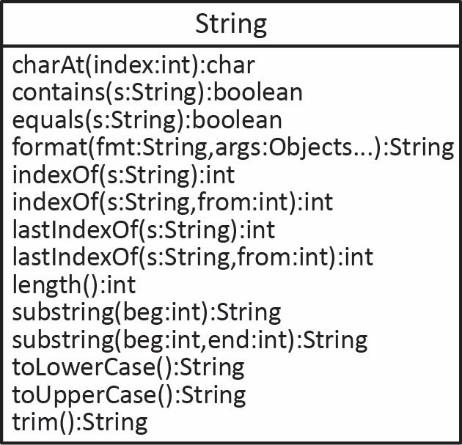 String
charAt(index:int):char
contains(s:String):boolean
equals(s:String):boolean
format(fmt:String,args:Objects...):String
indexOf(s:String):int
indexOf(s:String,from:int):int
lastIndexOf(s:String):int
lastIndexOf(s:String,from:int):int
length():int
substring(beg:int):String
substring(beg:int,end:int):String
toLowerCase():String
toUpperCase():String
trim():String